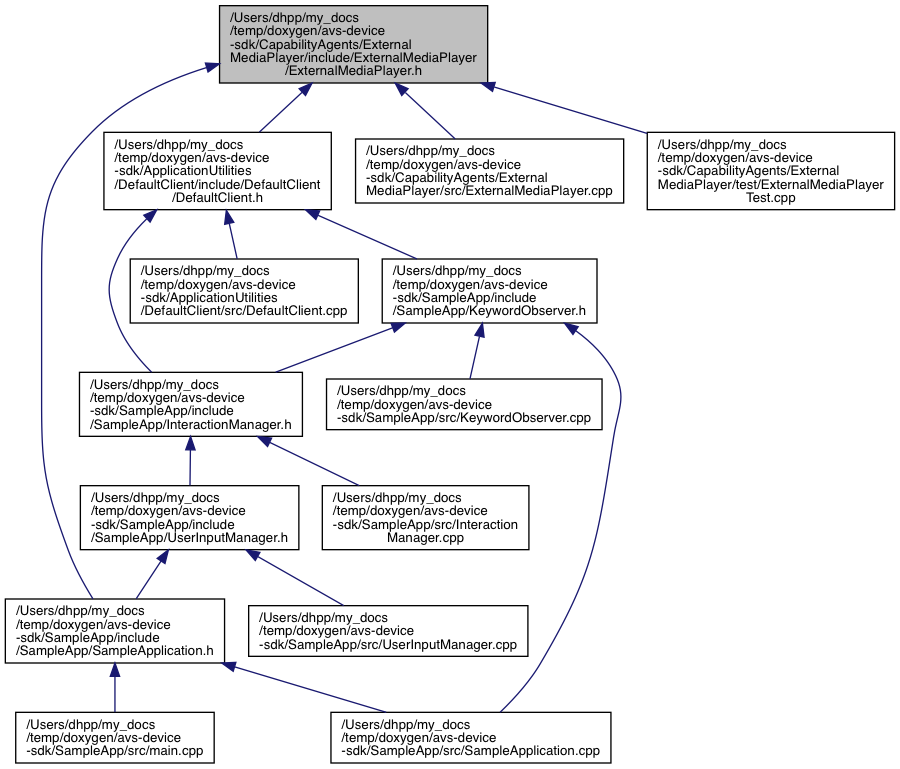 /Users/dhpp/my_docs
/temp/doxygen/avs-device
-sdk/CapabilityAgents/External
MediaPlayer/include/ExternalMediaPlayer
/ExternalMediaPlayer.h
/Users/dhpp/my_docs
/temp/doxygen/avs-device
-sdk/ApplicationUtilities
/DefaultClient/include/DefaultClient
/DefaultClient.h
/Users/dhpp/my_docs
/temp/doxygen/avs-device
-sdk/CapabilityAgents/External
MediaPlayer/src/ExternalMediaPlayer.cpp
/Users/dhpp/my_docs
/temp/doxygen/avs-device
-sdk/CapabilityAgents/External
MediaPlayer/test/ExternalMediaPlayer
Test.cpp
/Users/dhpp/my_docs
/temp/doxygen/avs-device
-sdk/ApplicationUtilities
/DefaultClient/src/DefaultClient.cpp
/Users/dhpp/my_docs
/temp/doxygen/avs-device
-sdk/SampleApp/include
/SampleApp/KeywordObserver.h
/Users/dhpp/my_docs
/temp/doxygen/avs-device
-sdk/SampleApp/include
/SampleApp/InteractionManager.h
/Users/dhpp/my_docs
/temp/doxygen/avs-device
-sdk/SampleApp/src/KeywordObserver.cpp
/Users/dhpp/my_docs
/temp/doxygen/avs-device
-sdk/SampleApp/include
/SampleApp/UserInputManager.h
/Users/dhpp/my_docs
/temp/doxygen/avs-device
-sdk/SampleApp/src/Interaction
Manager.cpp
/Users/dhpp/my_docs
/temp/doxygen/avs-device
-sdk/SampleApp/include
/SampleApp/SampleApplication.h
/Users/dhpp/my_docs
/temp/doxygen/avs-device
-sdk/SampleApp/src/UserInputManager.cpp
/Users/dhpp/my_docs
/temp/doxygen/avs-device
-sdk/SampleApp/src/main.cpp
/Users/dhpp/my_docs
/temp/doxygen/avs-device
-sdk/SampleApp/src/SampleApplication.cpp